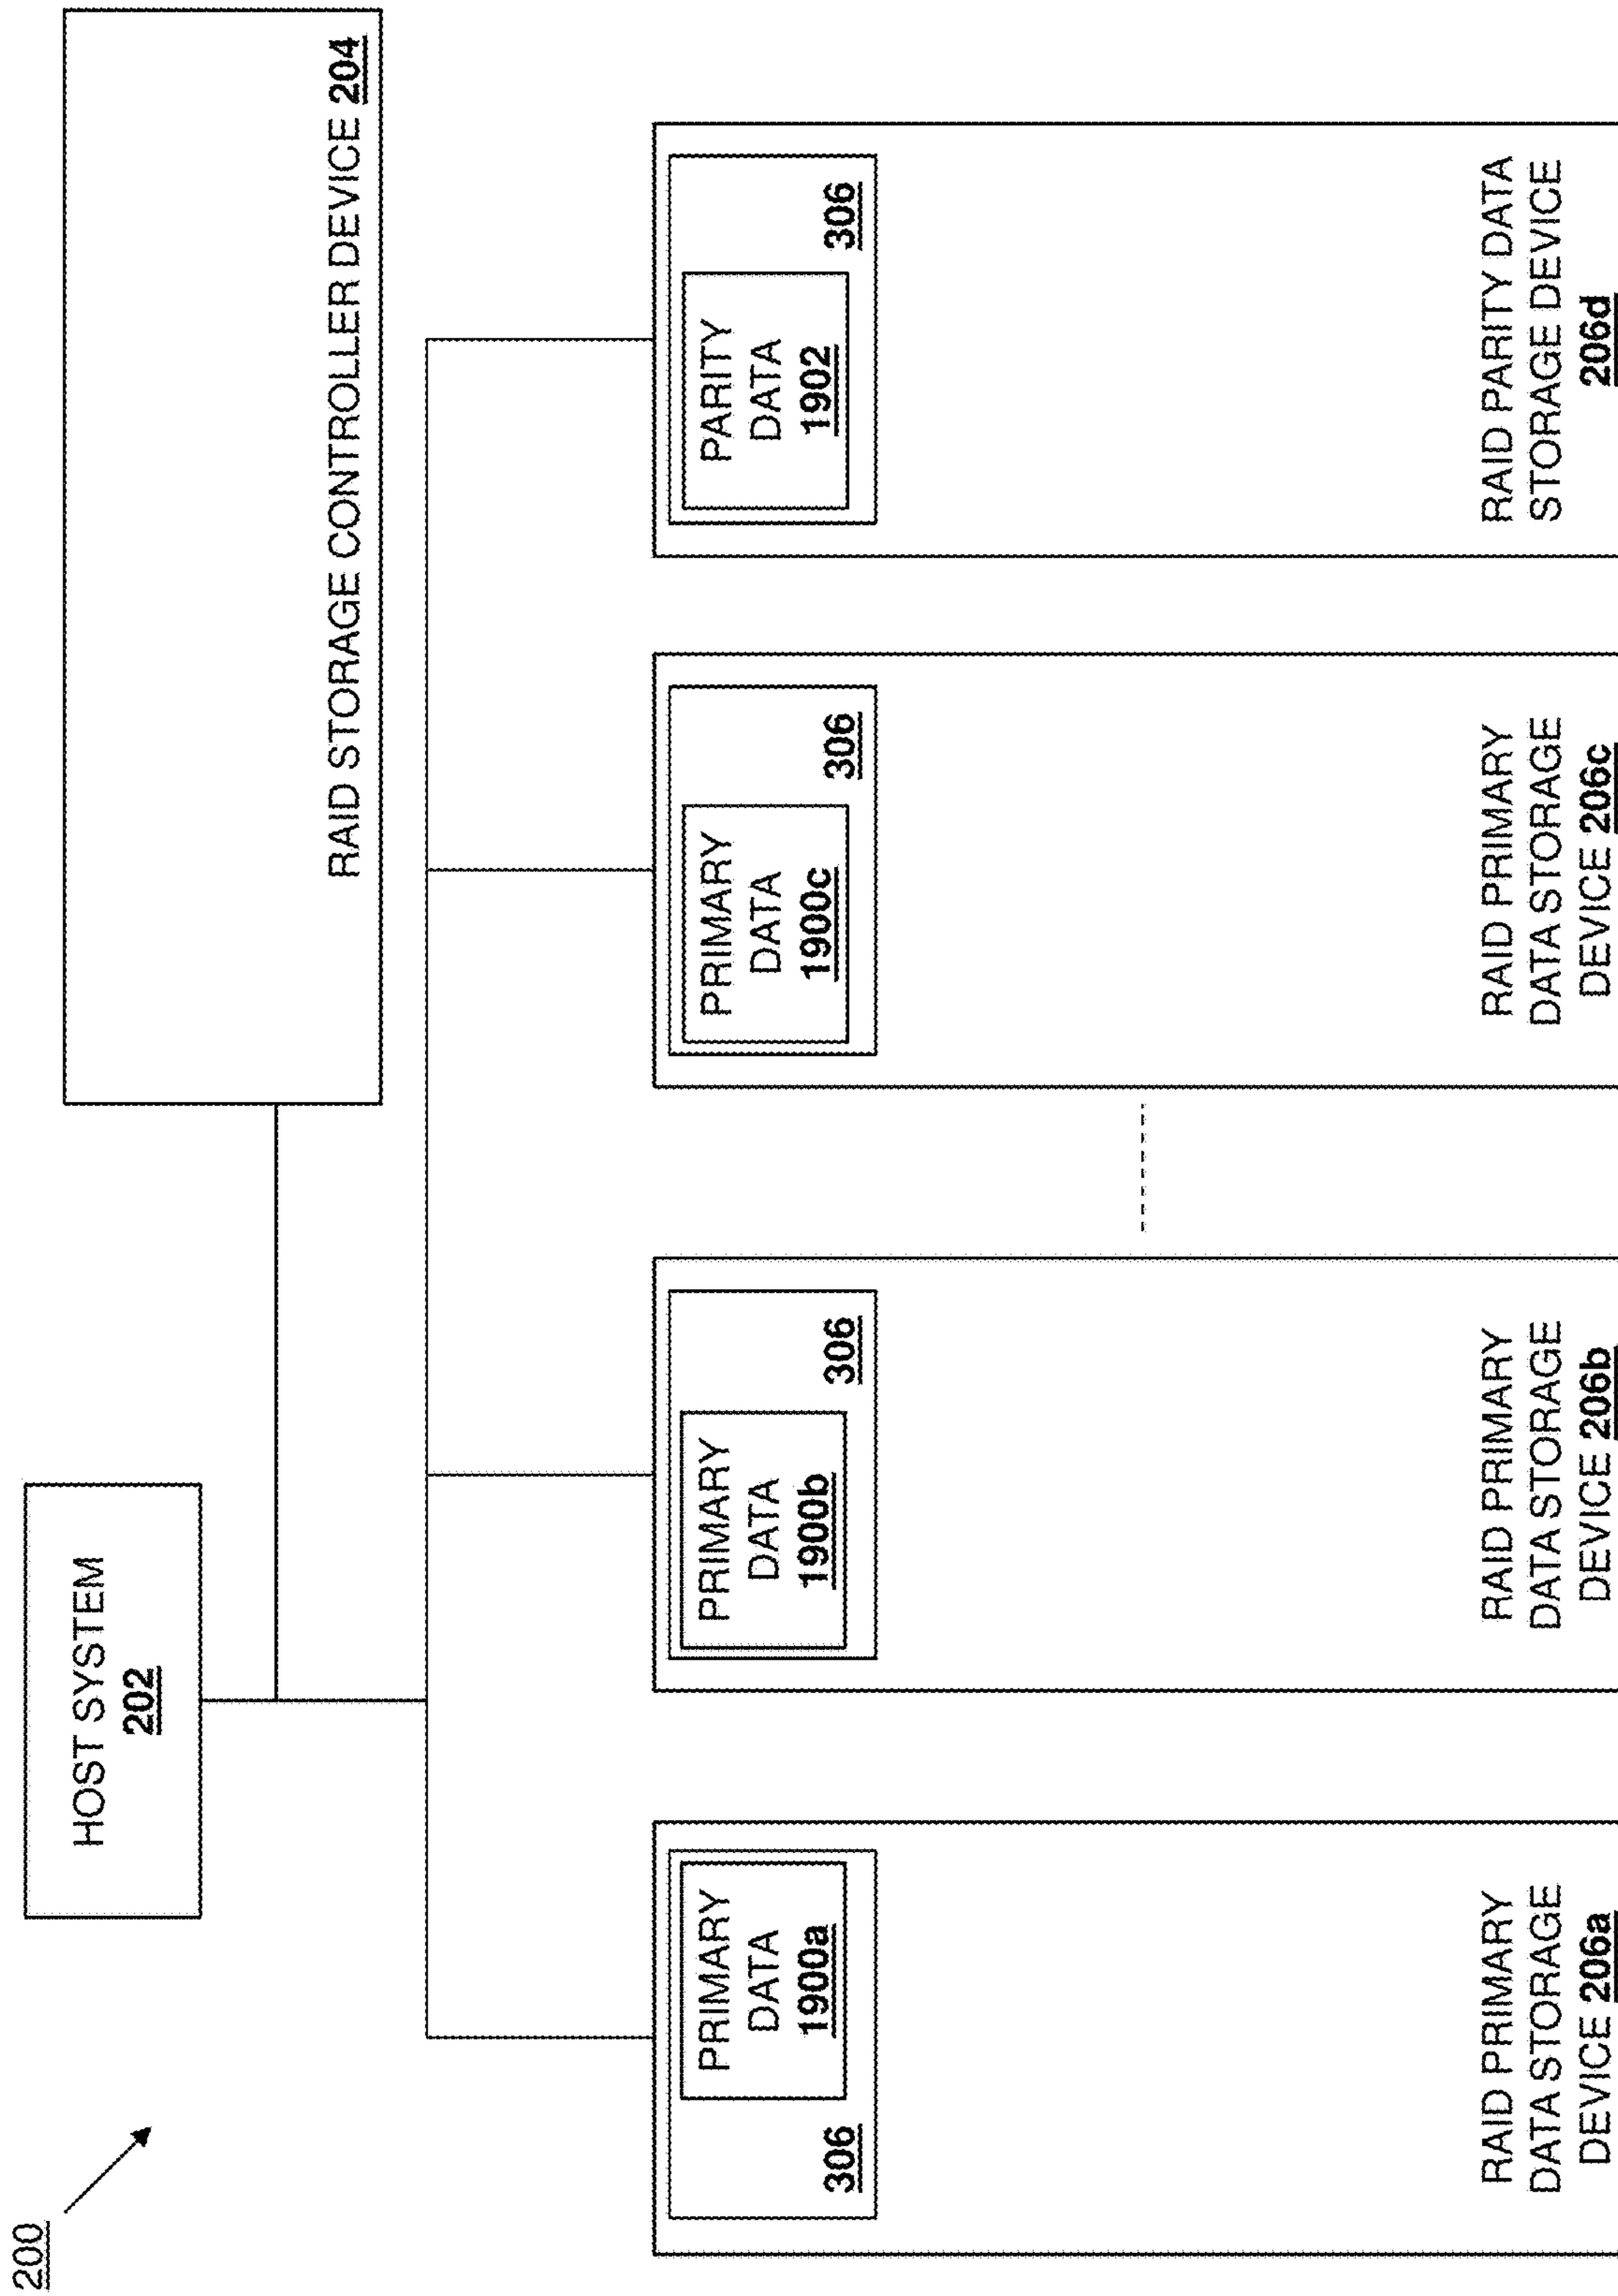 200
HOST SYSTEM
202
RAID STORAGE CONTROLLER DEVICE 204
PRIMARY
DATA
1900a
306
RAID PRIMARY
DATA STORAGE
DEVICE 206a
PRIMARY
DATA
1900b
306
RAID PRIMARY
DATA STORAGE
DEVICE 206b
PRIMARY
DATA
1900c
306
RAID PRIMARY
DATA STORAGE
DEVICE 206c
PARITY
DATA
1902
306
RAID PARITY DATA
STORAGE DEVICE
206d